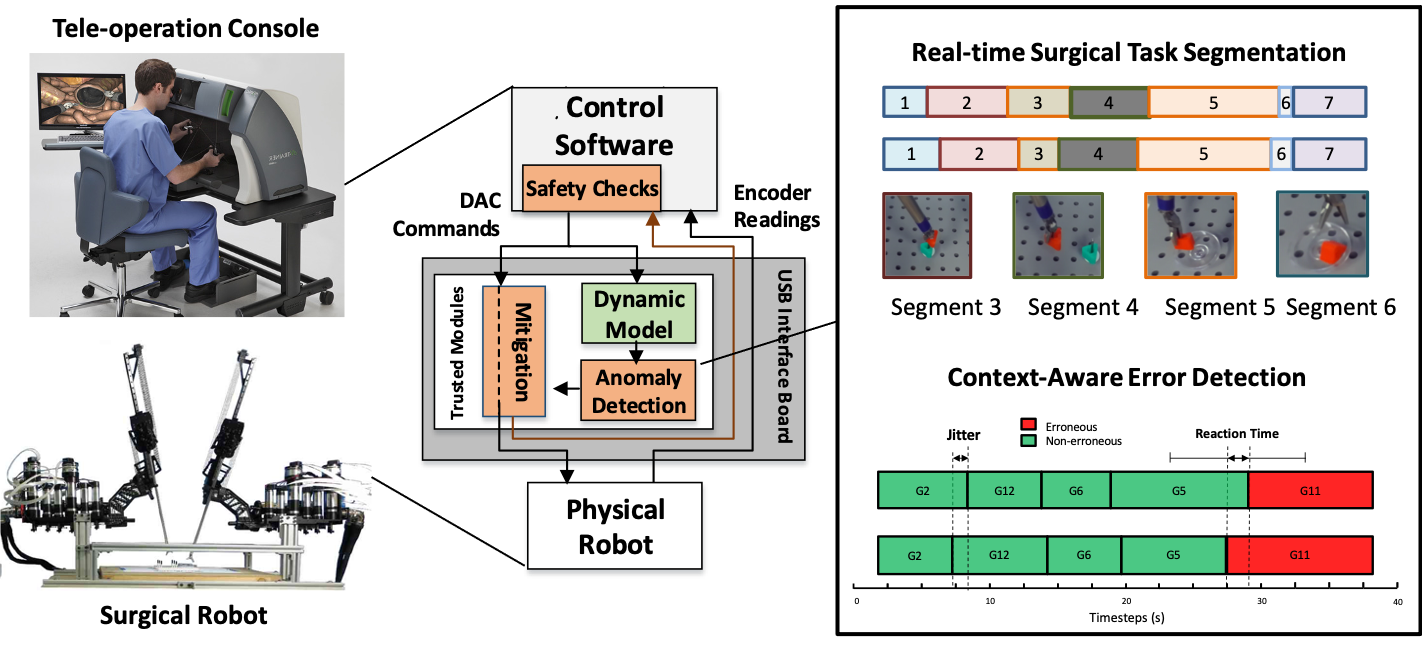 Tele-operation Console
Surgical Robot
Control
Software
Safety Checks
DAC
Commands
Encoder
Readings
Trusted Modules
Mitigation
Dynamic
Model
Anomaly
Detection
USB Interface Board
Physical
Robot
Real-time Surgical Task Segmentation
1 2 3 4 5 6 7
1 2 3 4 5 6 7
Segment 3 Segment 4 Segment 5 Segment 6
Context-Aware Error Detection
Erroneous
Non-erroneous
Jitter
Reaction Time
G2 G12 G6 G5 G11
G2 G12 G6 G5 G11
0 10 20 30 40
Timesteps (s)